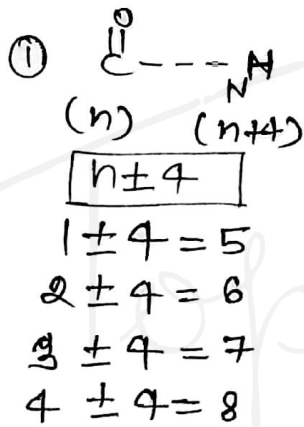 ① O
C---N H
(n) (n+4)
n±4
1 ± 4 = 5
2 ± 4 = 6
3 ± 4 = 7
4 ± 4 = 8